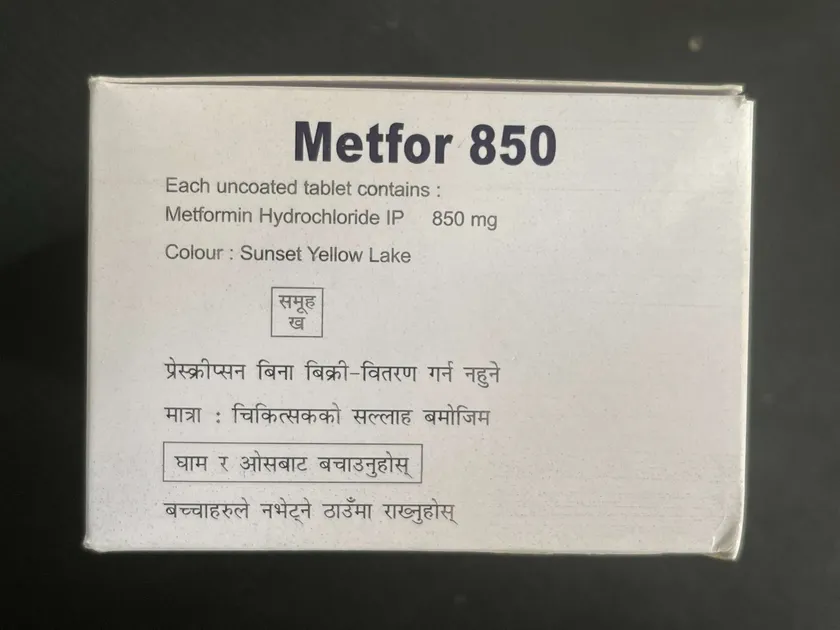 Metfor 850
Each uncoated tablet contains :
Metformin Hydrochloride IP 850 mg
Colour : Sunset Yellow Lake
समूह
ख
प्रेस्क्रीप्सन बिना बिक्री-वितरण गर्न नहुने
मात्रा : चिकित्सकको सल्लाह बमोजिम
घाम र ओसबाट बचाउनुहोस्
बच्चाहरुले नभेट्ने ठाउँमा राख्नुहोस्